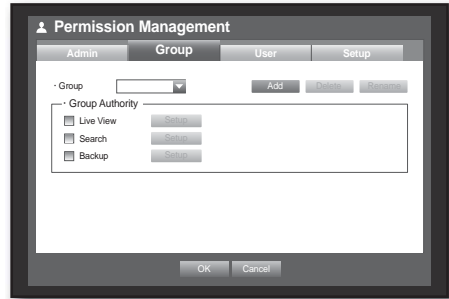 Permission Management
Admin Group User Setup
· Group Add Delete Rename
· Group Authority
Live View Setup
Search Setup
Backup Setup
OK Cancel